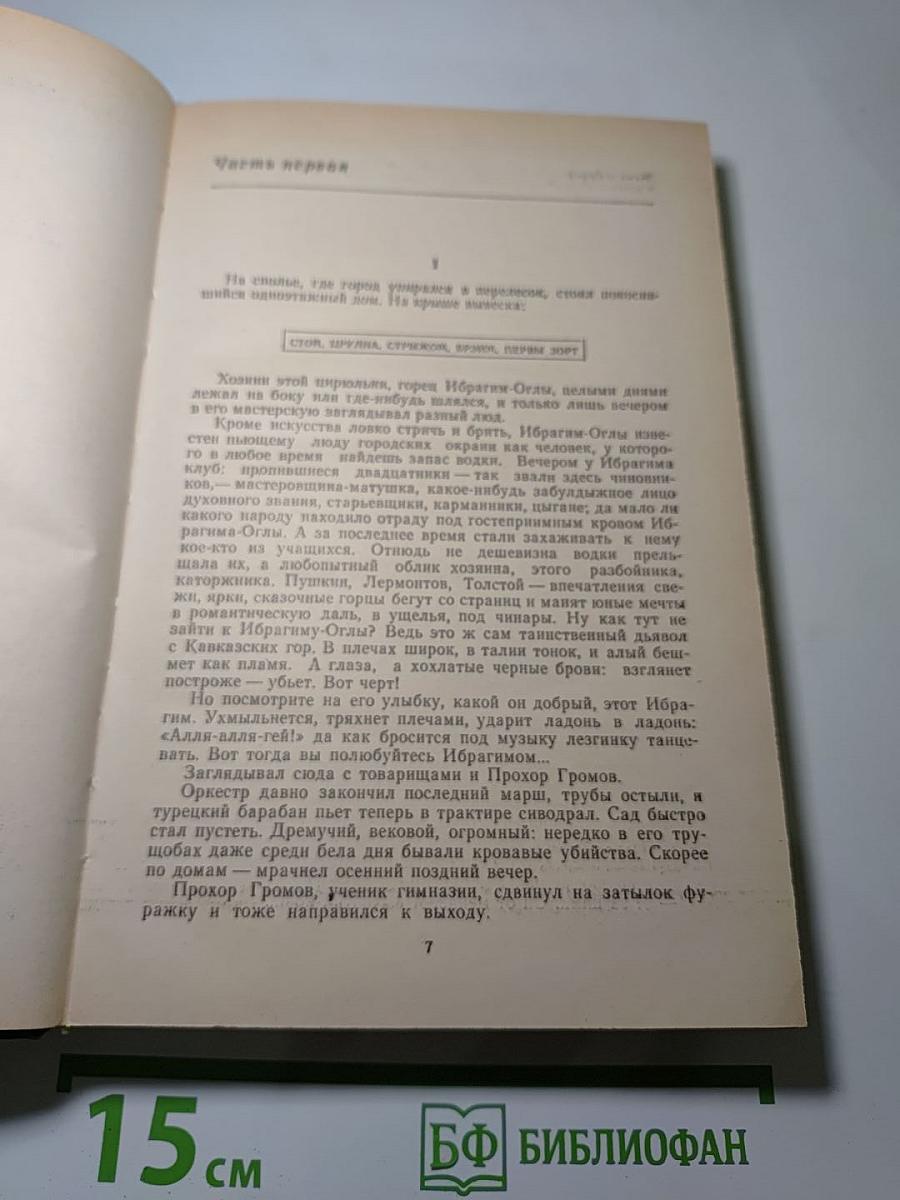 Часть первая
I
На спилье, где город упирался в перелесок, стоял покосив-
шийся одноэтажный дом. На крыше вывеска:
СТОЙ, ЦРУЛНА, СТРЫЖОМ, БРЭИМ, ПЕРВЫ ЗОРТ
Хозяин этой цирюльни, горец Ибрагим-Оглы, целыми днями
лежал на боку или где-нибудь шлялся, и только лишь вечером
в его мастерскую заглядывал разный люд.
Кроме искусства ловко стричь и брить, Ибрагим-Оглы изве-
стен пьющему люду городских окраин как человек, у которо-
го в любое время найдешь запас водки. Вечером у Ибрагима
клуб: пропившиеся двадцатники — так звали здесь чиновни-
ков,— мастеровщина-матушка, какое-нибудь забулдыжное лицо
духовного звания, старьевщики, карманники, цыгане; да мало ли
какого народу находило отраду под гостеприимным кровом Иб-
рагима-Оглы. А за последнее время стали захаживать к нему
кое-кто из учащихся. Отнюдь не дешевизна водки прель-
щала их, а любопытный облик хозяина, этого разбойника,
каторжника. Пушкин, Лермонтов, Толстой — впечатления све-
жи, ярки, сказочные горцы бегут со страниц и манят юные мечты
в романтическую даль, в ущелья, под чинары. Ну как тут не
зайти к Ибрагиму-Оглы? Ведь это ж сам таинственный дьявол
с Кавказских гор. В плечах широк, в талии тонок, и алый беш-
мет как пламя. А глаза, а хохлатые черные брови: взглянет
построже — убьет. Вот черт!
Но посмотрите на его улыбку, какой он добрый, этот Ибра-
гим. Ухмыльнется, тряхнет плечами, ударит ладонь в ладонь:
«Алля-алля-гей!» да как бросится под музыку лезгинку танце-
вать. Вот тогда вы полюбуйтесь Ибрагимом...
Заглядывал сюда с товарищами и Прохор Громов.
Оркестр давно закончил последний марш, трубы остыли, и
турецкий барабан пьет теперь в трактире сиводрал. Сад быстро
стал пустеть. Дремучий, вековой, огромный: нередко в его тру-
щобах даже среди бела дня бывали кровавые убийства. Скорее
по домам — мрачнел осенний поздний вечер.
Прохор Громов, ученик гимназии, сдвинул на затылок фу-
ражку и тоже направился к выходу.
7
15 см
БФ БИБЛИОФАН